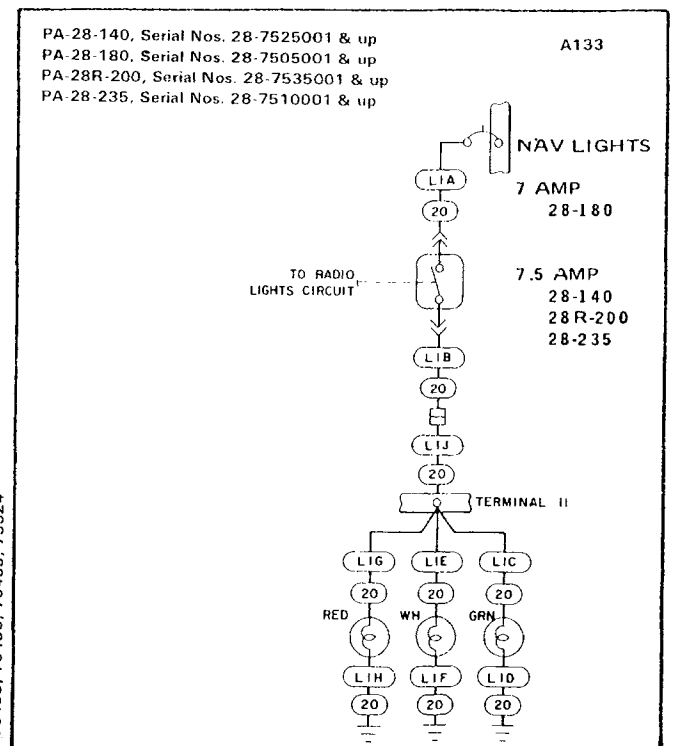 PA-28-140, Serial Nos. 28-7525001 & up
PA-28-180, Serial Nos. 28-7505001 & up
PA-28R-200, Serial Nos. 28-7535001 & up
PA-28-235, Serial Nos. 28-7510001 & up
A133
NAV LIGHTS
L1A
7 AMP
28-180
20
TO RADIO
LIGHTS CIRCUIT
7.5 AMP
28-140
28R-200
28-235
L1B
20
L1J
20
TERMINAL 11
L1G L1E L1C
20 20 20
RED WH GRN
L1H L1F L1D
20 20 20